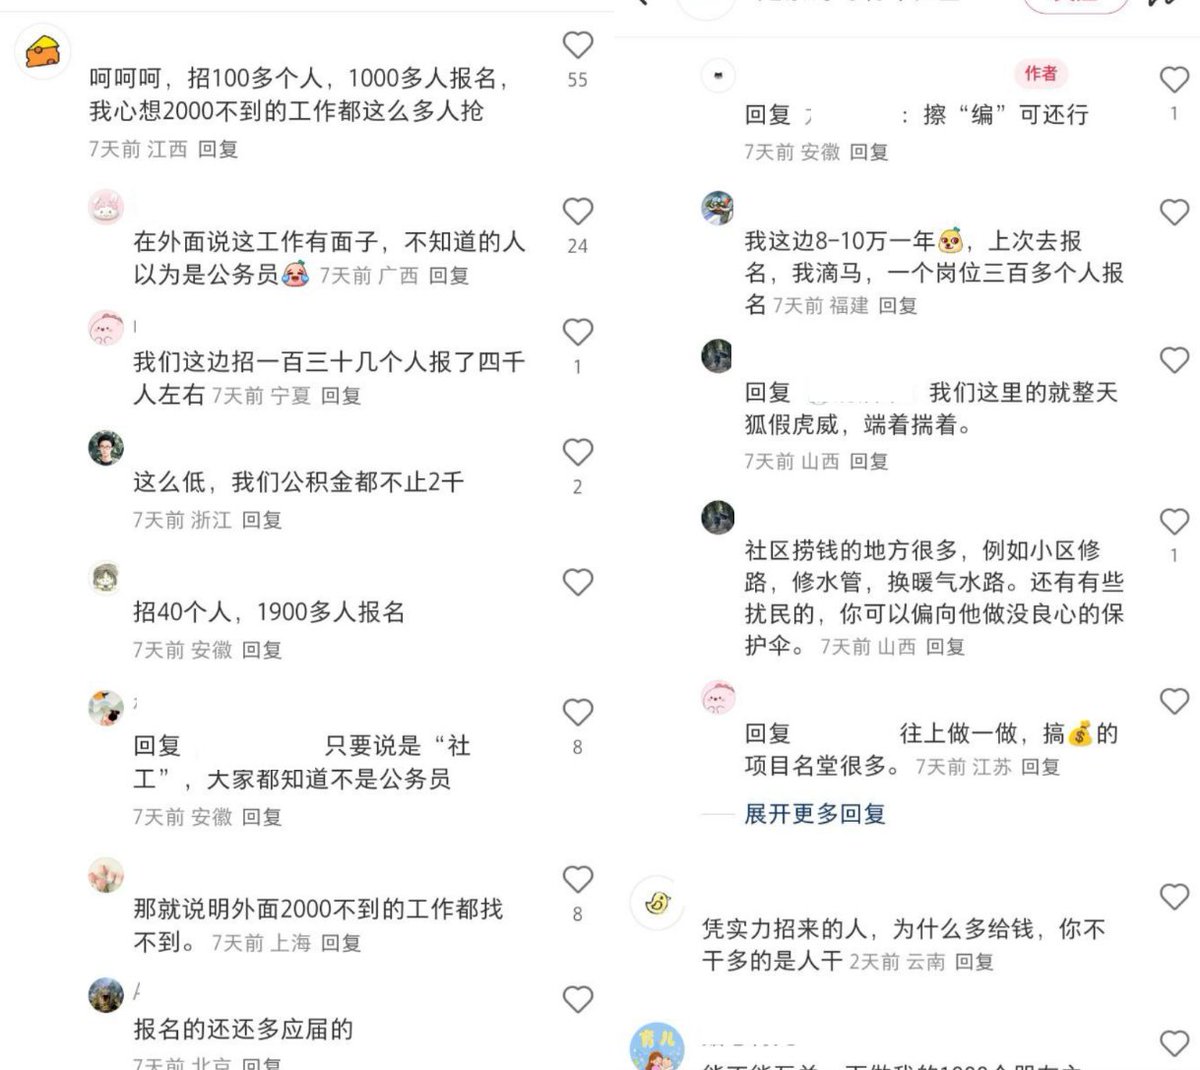 呵呵呵，招100多个人，1000多人报名，
我心想2000不到的工作都这么多人抢
55
7天前 江西 回复
在外面说这工作有面子，不知道的人
24
以为是公务员 7天前 广西 回复
我们这边招一百三十几个人报了四千
1
人左右 7天前 宁夏 回复
这么低，我们公积金都不止2千
2
7天前 浙江 回复
招40个人，1900多人报名
7天前 安徽 回复
回复 只要说是“社
8
工”，大家都知道不是公务员
7天前 安徽 回复
那就说明外面2000不到的工作都找
8
不到。 7天前 上海 回复
报名的还还多应届的
7天前 北京 回复
作者
回复 ：擦“编”可还行
1
7天前 安徽 回复
我这边8-10万一年，上次去报
名，我滴马，一个岗位三百多个人报
名 7天前 福建 回复
回复 我们这里的就整天
狐假虎威，端着揣着。
7天前 山西 回复
社区捞钱的地方很多，例如小区修
1
路，修水管，换暖气水路。还有有些
扰民的，你可以偏向他做没良心的保
护伞。 7天前 山西 回复
回复 往上做一做，搞的
项目名堂很多。 7天前 江苏 回复
展开更多回复
凭实力招来的人，为什么多给钱，你不
干多的是人干 2天前 云南 回复
育儿